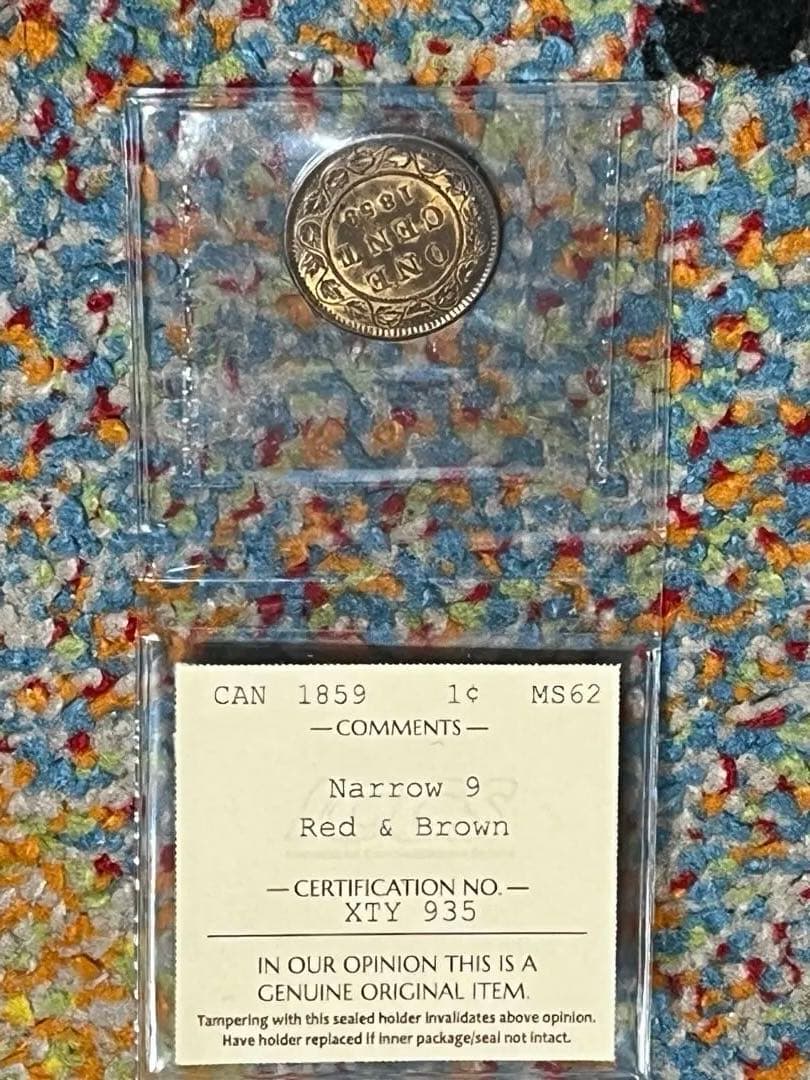 ONE
CENT
1858
CAN 1859 1¢ MS62
—COMMENTS—
Narrow 9
Red & Brown
—CERTIFICATION NO.—
XTY 935
IN OUR OPINION THIS IS A
GENUINE ORIGINAL ITEM.
Tampering with this sealed holder invalidates above opinion.
Have holder replaced if inner package/seal not intact.